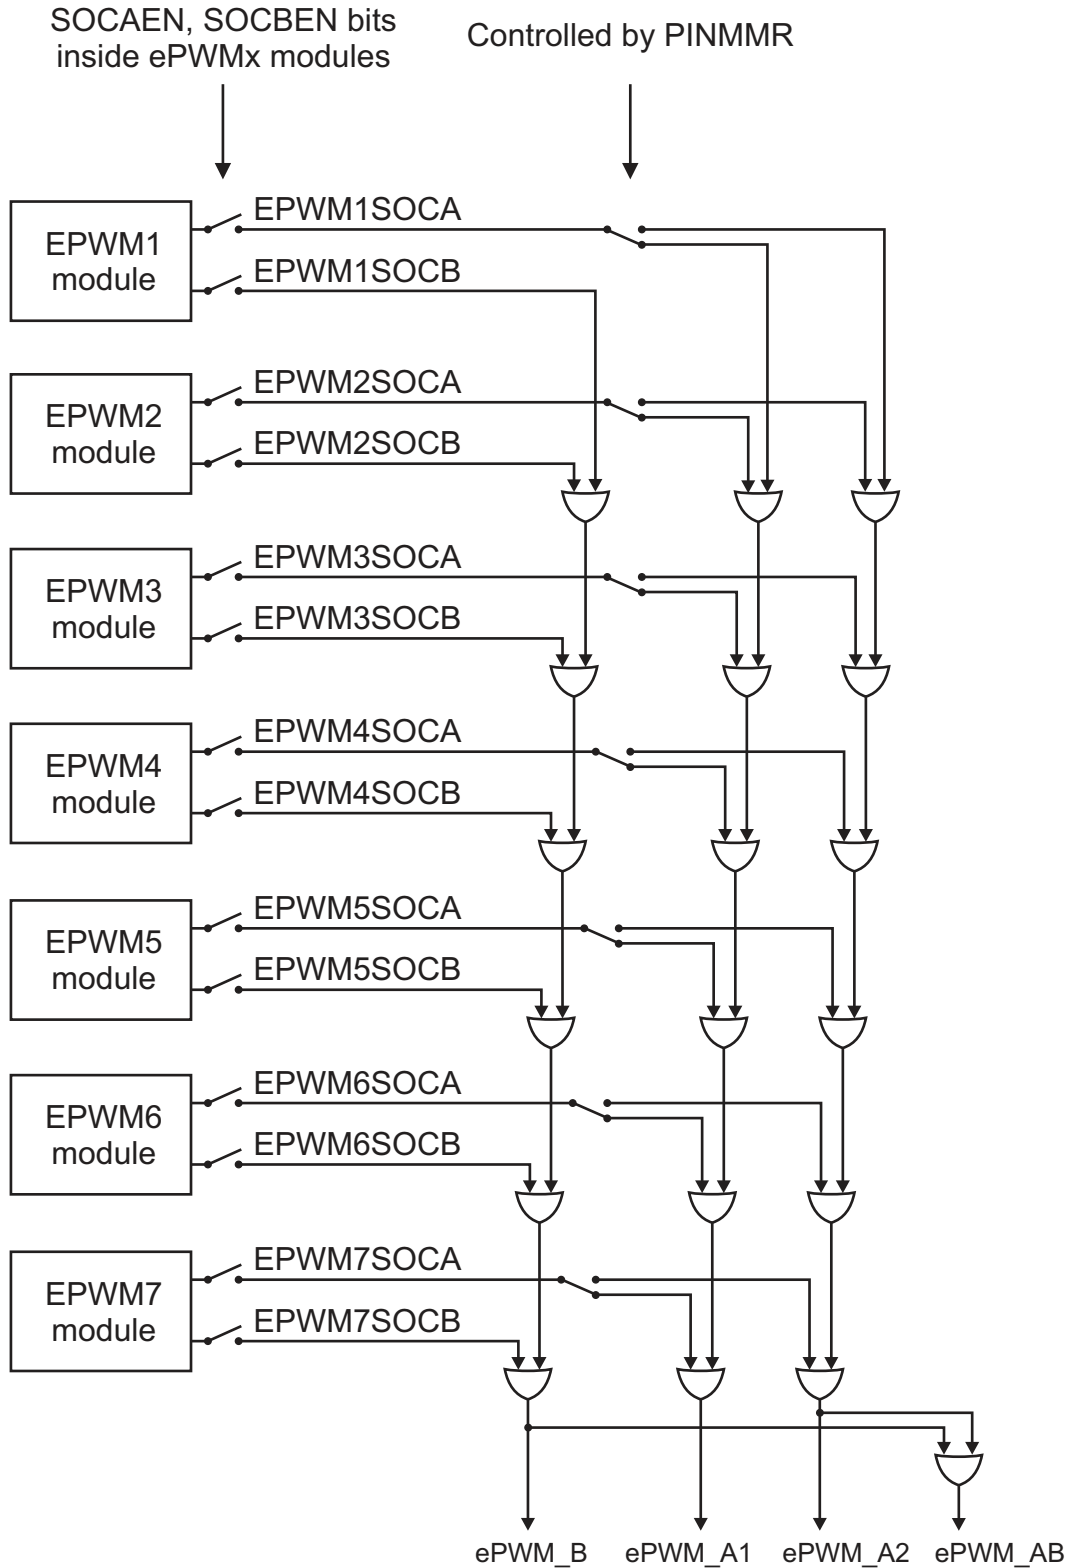 SOCAEN, SOCBEN bits
inside ePWMx modules
Controlled by PINMMR
EPWM1
module
EPWM1SOCA
EPWM1SOCB
EPWM2
module
EPWM2SOCA
EPWM2SOCB
EPWM3
module
EPWM3SOCA
EPWM3SOCB
EPWM4
module
EPWM4SOCA
EPWM4SOCB
EPWM5
module
EPWM5SOCA
EPWM5SOCB
EPWM6
module
EPWM6SOCA
EPWM6SOCB
EPWM7
module
EPWM7SOCA
EPWM7SOCB
ePWM_B ePWM_A1 ePWM_A2 ePWM_AB